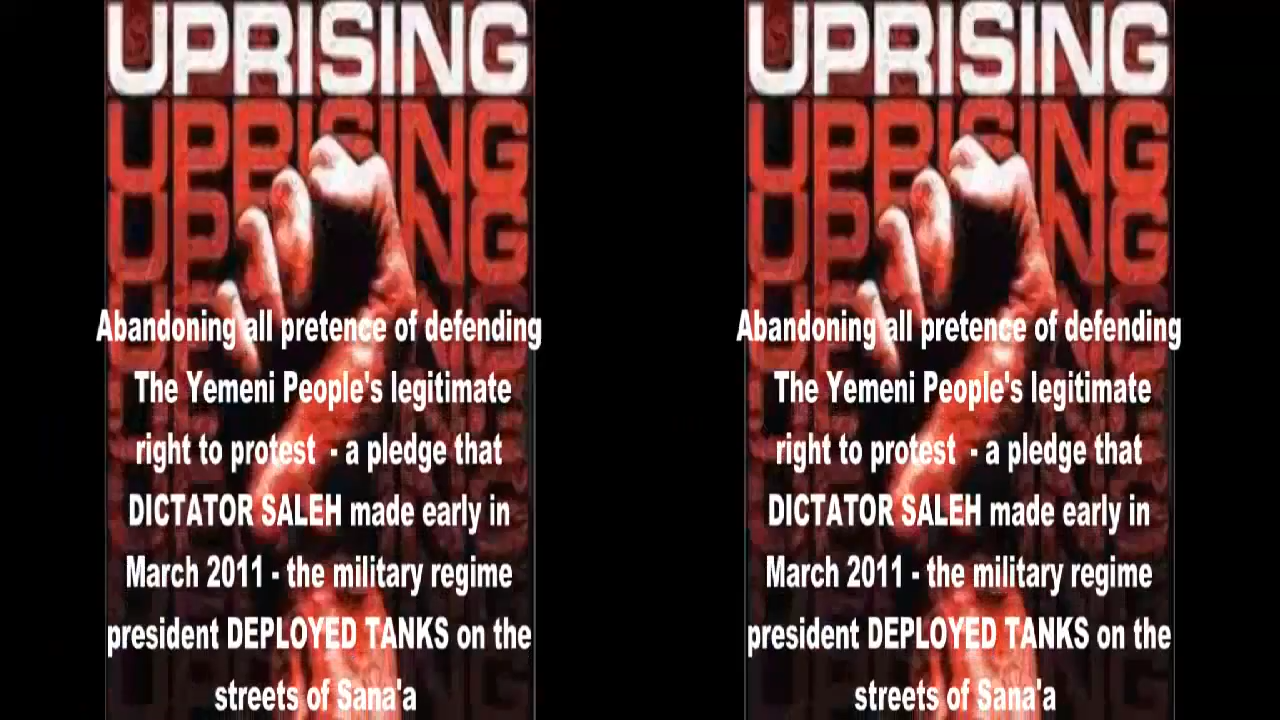 UPRISING
UPRISING
UPRISING
Abandoning all pretence of defending
The Yemeni People's legitimate
right to protest - a pledge that
DICTATOR SALEH made early in
March 2011 - the military regime
president DEPLOYED TANKS on the
streets of Sana'a
UPRISING
UPRISING
UPRISING
Abandoning all pretence of defending
The Yemeni People's legitimate
right to protest - a pledge that
DICTATOR SALEH made early in
March 2011 - the military regime
president DEPLOYED TANKS on the
streets of Sana'a